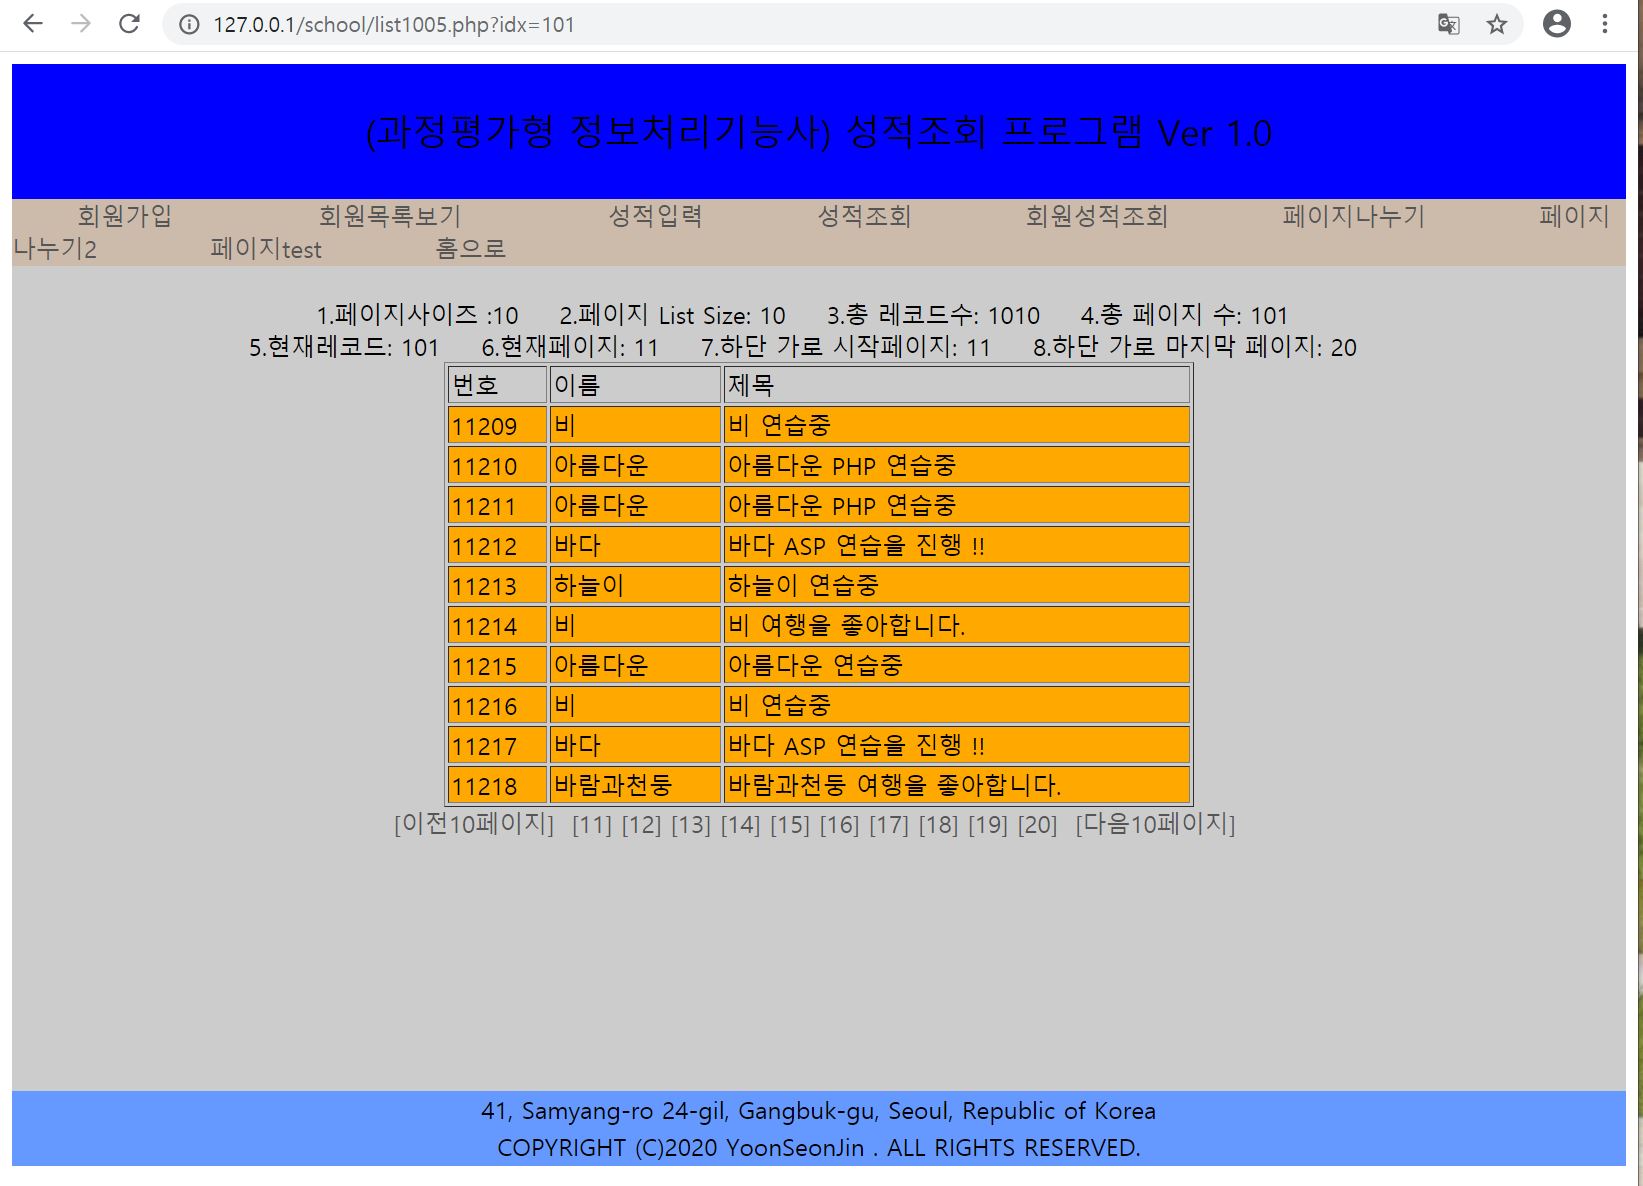 127.0.0.1/school/list1005.php?idx=101
(과정평가형 정보처리기능사) 성적조회 프로그램 Ver 1.0
회원가입 회원목록보기 성적입력 성적조회 회원성적조회 페이지나누기 페이지
나누기2 페이지test 홈으로
1.페이지사이즈 :10 2.페이지 List Size: 10 3.총 레코드수: 1010 4.총 페이지 수: 101
5.현재레코드: 101 6.현재페이지: 11 7.하단 가로 시작페이지: 11 8.하단 가로 마지막 페이지: 20
번호 이름 제목
11209 비 비 연습중
11210 아름다운 아름다운 PHP 연습중
11211 아름다운 아름다운 PHP 연습중
11212 바다 바다 ASP 연습을 진행 !!
11213 하늘이 하늘이 연습중
11214 비 비 여행을 좋아합니다.
11215 아름다운 아름다운 연습중
11216 비 비 연습중
11217 바다 바다 ASP 연습을 진행 !!
11218 바람과천둥 바람과천둥 여행을 좋아합니다.
[이전10페이지] [11] [12] [13] [14] [15] [16] [17] [18] [19] [20] [다음10페이지]
41, Samyang-ro 24-gil, Gangbuk-gu, Seoul, Republic of Korea
COPYRIGHT (C)2020 YoonSeonJin . ALL RIGHTS RESERVED.